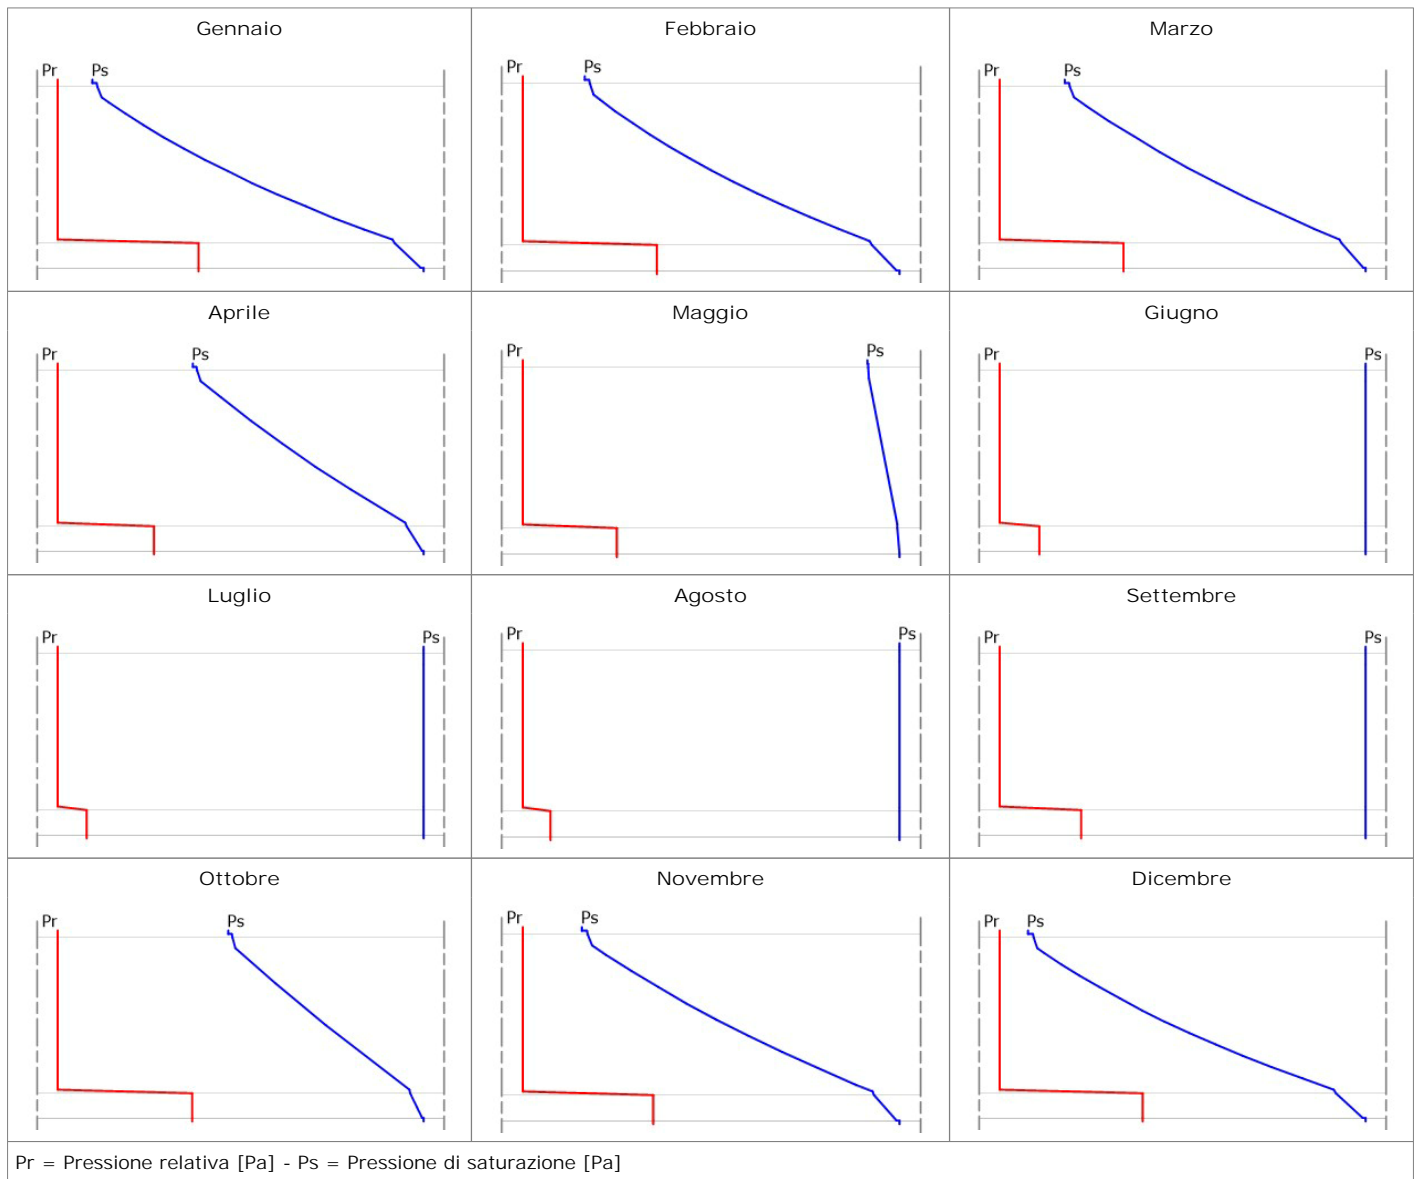 Gennaio
Febbraio
Marzo
Pr Ps
Pr Ps
Pr Ps
Aprile
Maggio
Giugno
Pr Ps
Pr Ps
Pr Ps
Luglio
Agosto
Settembre
Pr Ps
Pr Ps
Pr Ps
Ottobre
Novembre
Dicembre
Pr Ps
Pr Ps
Pr Ps
Pr = Pressione relativa [Pa] - Ps = Pressione di saturazione [Pa]